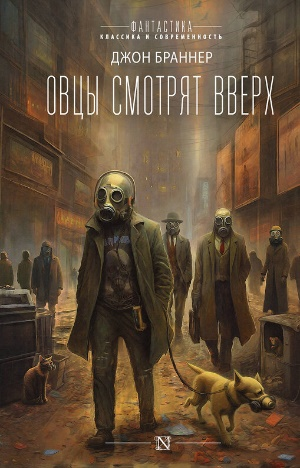 ФАНТАСТИКА
КЛАССИКА И СОВРЕМЕННОСТЬ
ДЖОН БРАННЕР
ОВЦЫ СМОТРЯТ ВВЕРХ
N